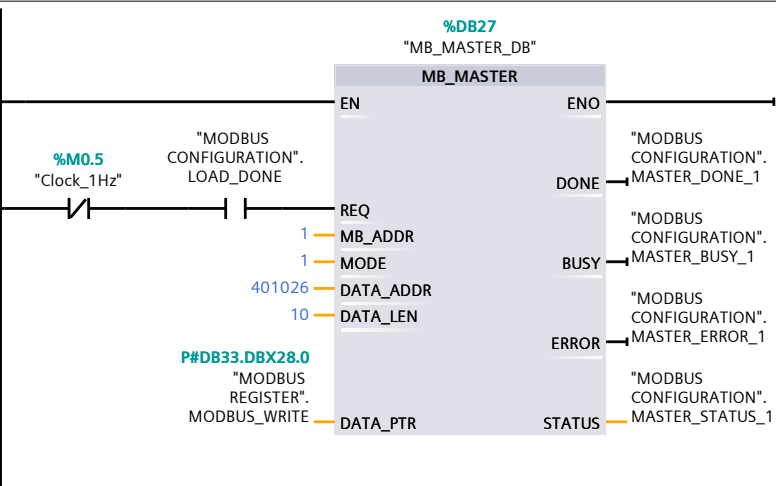 %DB27
"MB_MASTER_DB"
MB_MASTER
EN
ENO
%M0.5
"Clock_1Hz"
"MODBUS
CONFIGURATION".
LOAD_DONE
REQ
1
MB_ADDR
1
MODE
401026
DATA_ADDR
10
DATA_LEN
P#DB33.DBX28.0
"MODBUS
REGISTER".
MODBUS_WRITE
DATA_PTR
DONE
"MODBUS
CONFIGURATION".
MASTER_DONE_1
BUSY
"MODBUS
CONFIGURATION".
MASTER_BUSY_1
ERROR
"MODBUS
CONFIGURATION".
MASTER_ERROR_1
STATUS
"MODBUS
CONFIGURATION".
MASTER_STATUS_1